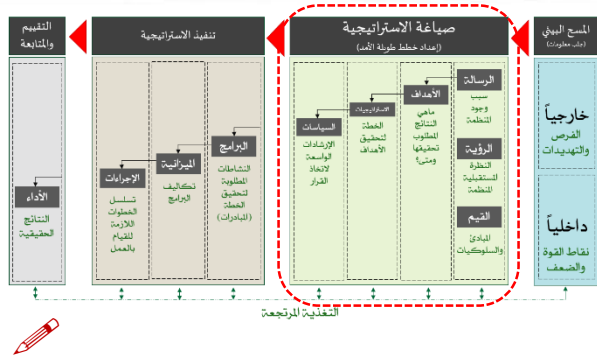 المسح البيئي
(جلب معلومات)
خارجياً
الفرص
والتهديدات
داخلياً
نقاط القوة
والضعف
صياغة الاستراتيجية
(إعداد خطط طويلة الأمد)
الرسالة
سبب
وجود
المنظمة
الرؤية
النظرة
المستقبلية
للمنظمة
القيم
المبادئ
والسلوكيات
الأهداف
ماهي
النتائج
المطلوب
تحقيقها
ومتى؟
الاستراتيجيات
الخطة
لتحقيق
الأهداف
السياسات
الإرشادات
الواسعة
لاتخاذ
القرار
تنفيذ الاستراتيجية
البرامج
النشاطات
المطلوبة
لتحقيق
الخطة
(المبادرات)
الميزانية
تكاليف
البرامج
الإجراءات
تسلسل
الخطوات
اللازمة
للقيام
بالعمل
التقييم
والمتابعة
الأداء
النتائج
الحقيقية
التغذية المرتجعة